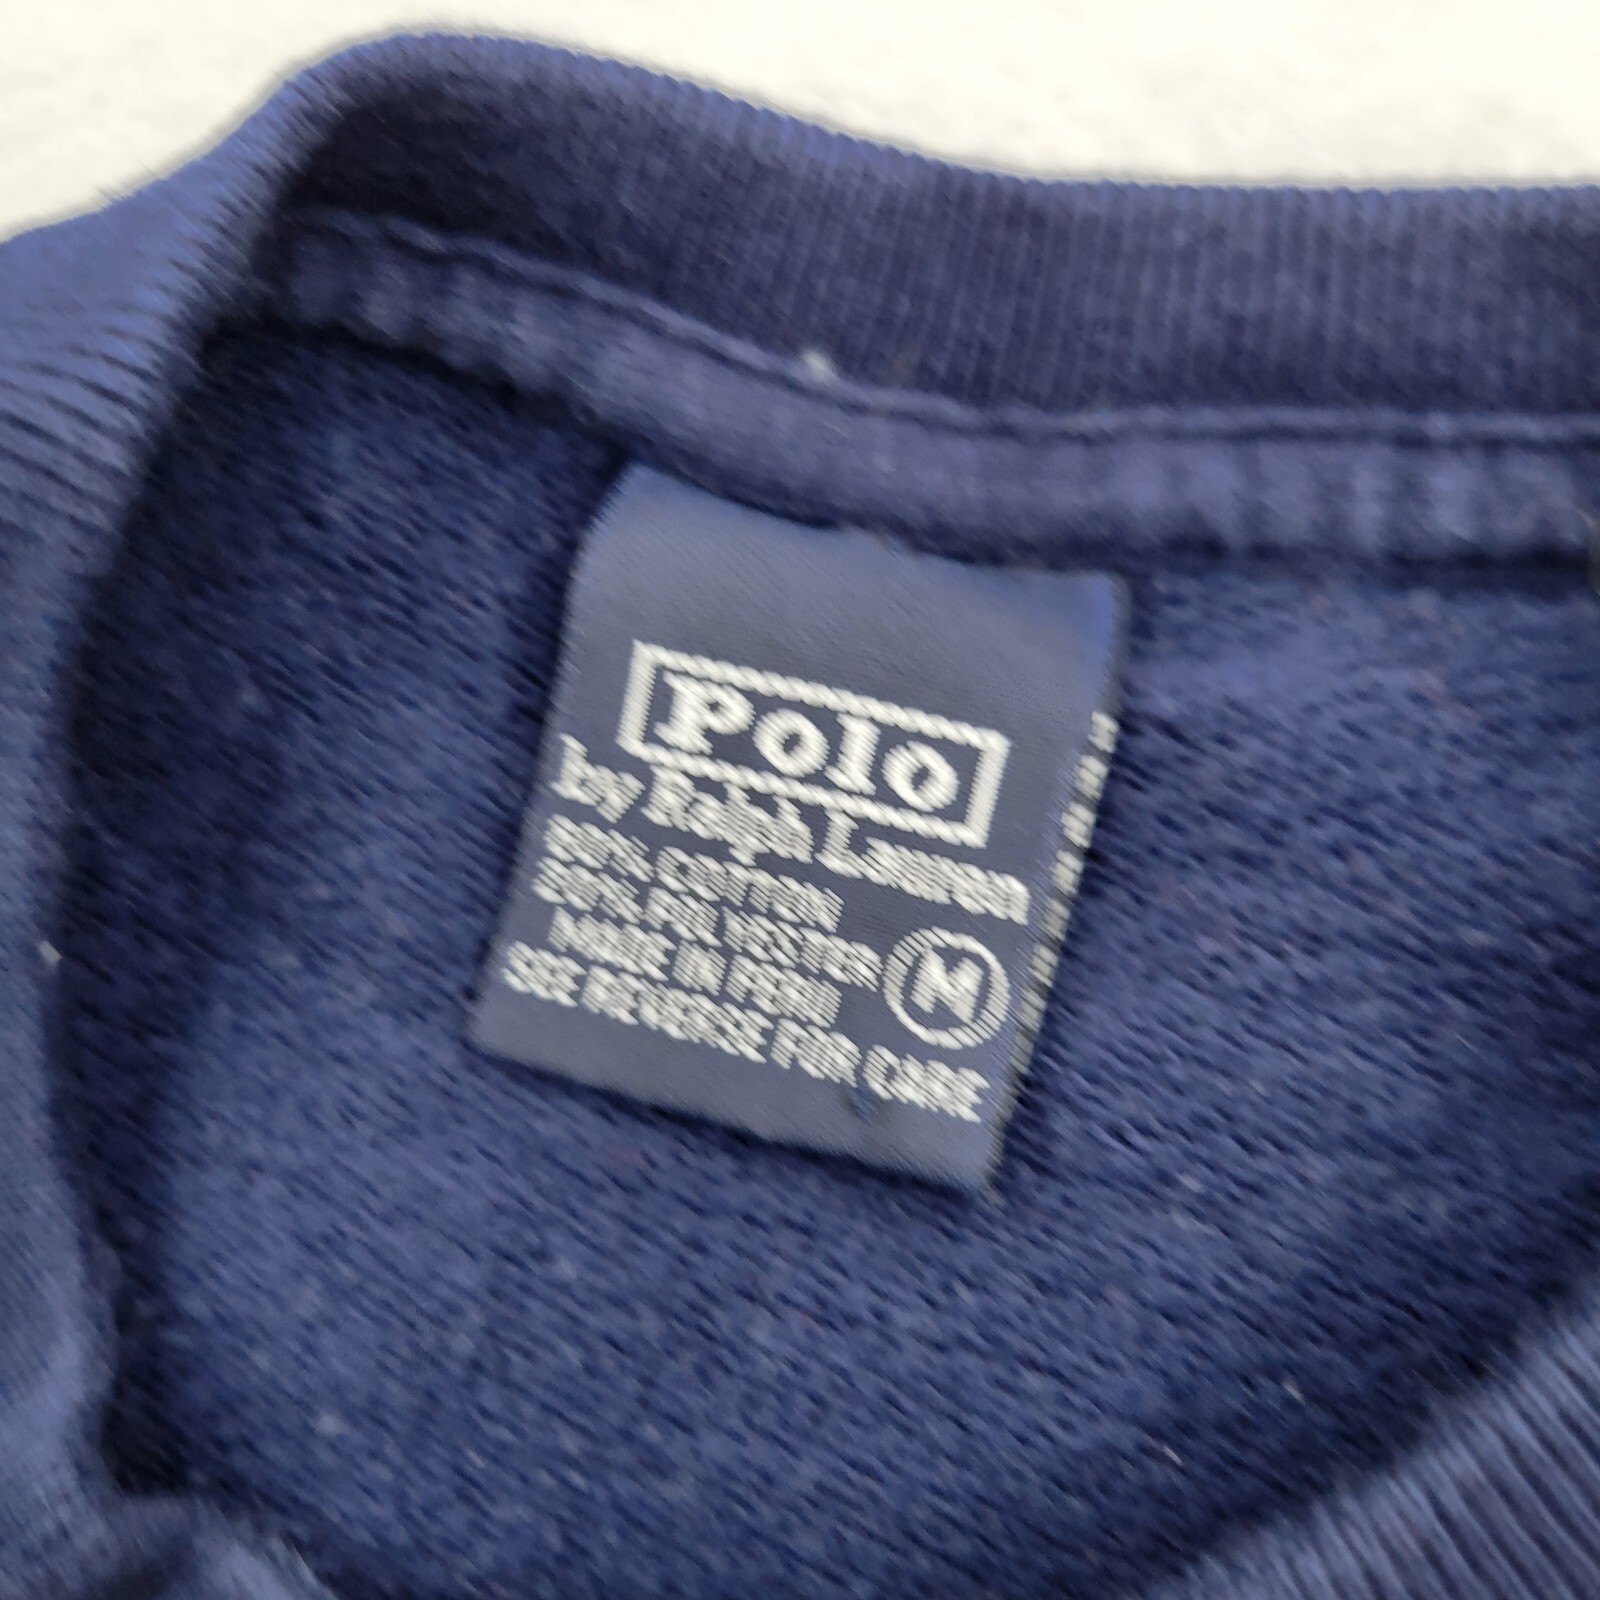 Polo
by Ralph Lauren
80% COTTON
20% POLYESTER
MADE IN PERU
M
SEE REVERSE FOR CARE